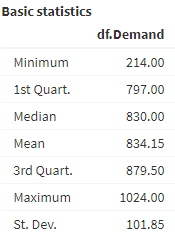 Basic statistics
df.Demand
Minimum 214.00
1st Quart. 797.00
Median 830.00
Mean 834.15
3rd Quart. 879.50
Maximum 1024.00
St. Dev. 101.85